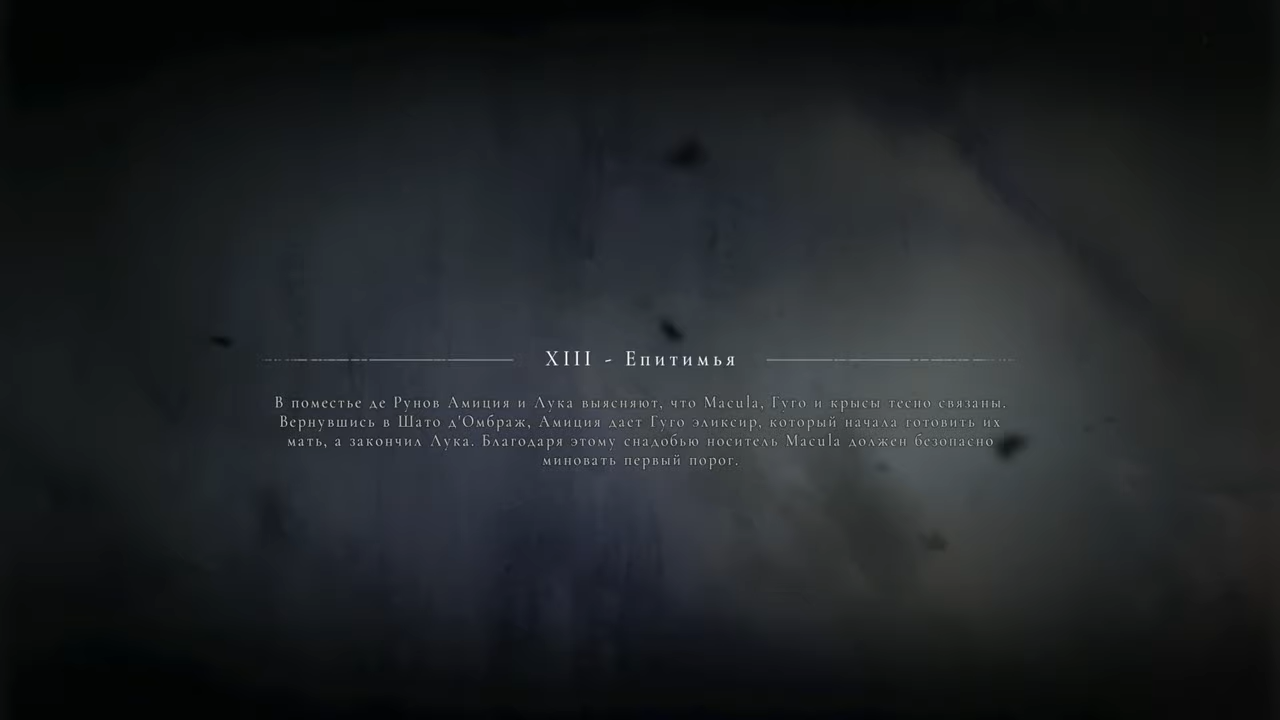 XIII - Епитимья
В поместье де Рунов Амиция и Лука выясняют, что Macula, Гуго и крысы тесно связаны.
Вернувшись в Шато д'Омбраж, Амиция дает Гуго эликсир, который начала готовить их
мать, а закончил Лука. Благодаря этому снадобью носитель Macula должен безопасно
миновать первый порог.